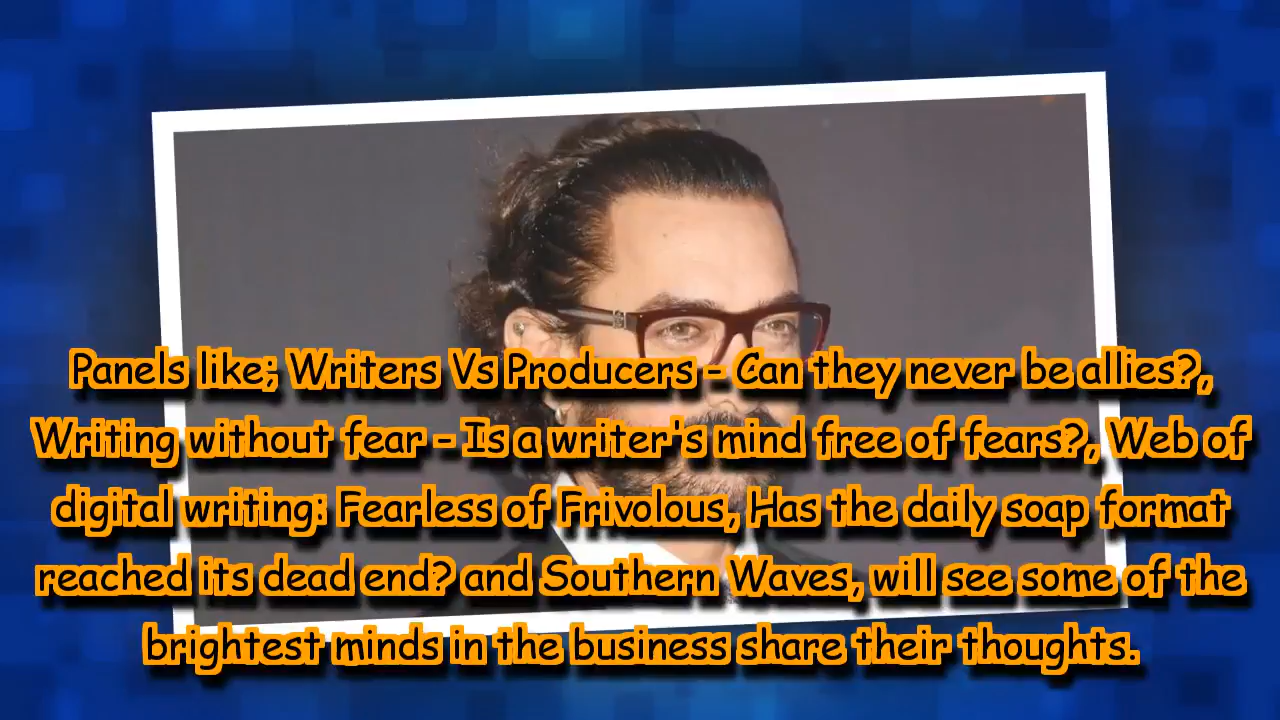 Panels like; Writers Vs Producers - Can they never be allies?,
Writing without fear - Is a writer's mind free of fears?, Web of
digital writing: Fearless of Frivolous, Has the daily soap format
reached its dead end? and Southern Waves, will see some of the
brightest minds in the business share their thoughts.